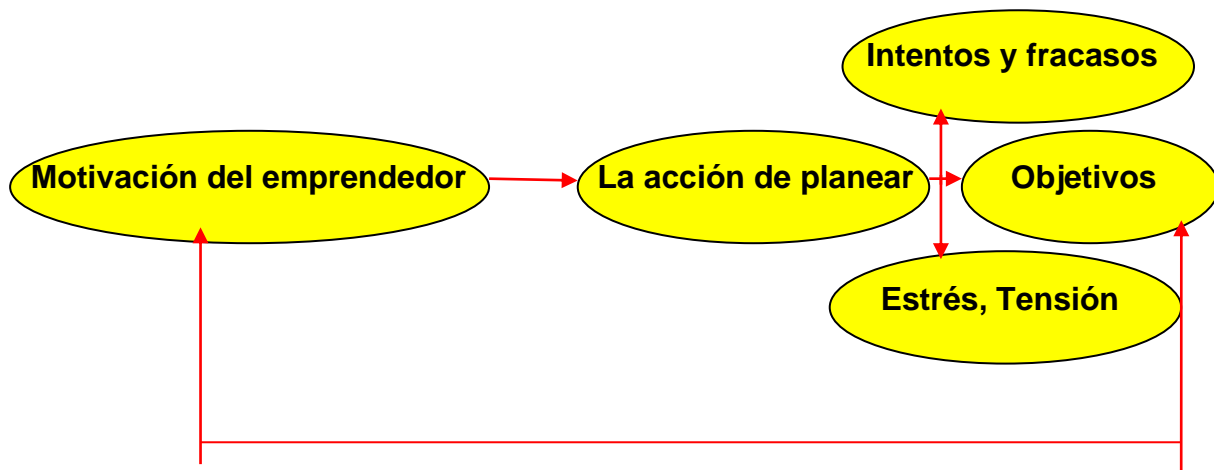 Intentos y fracasos
Motivación del emprendedor
La acción de planear
Objetivos
Estrés, Tensión